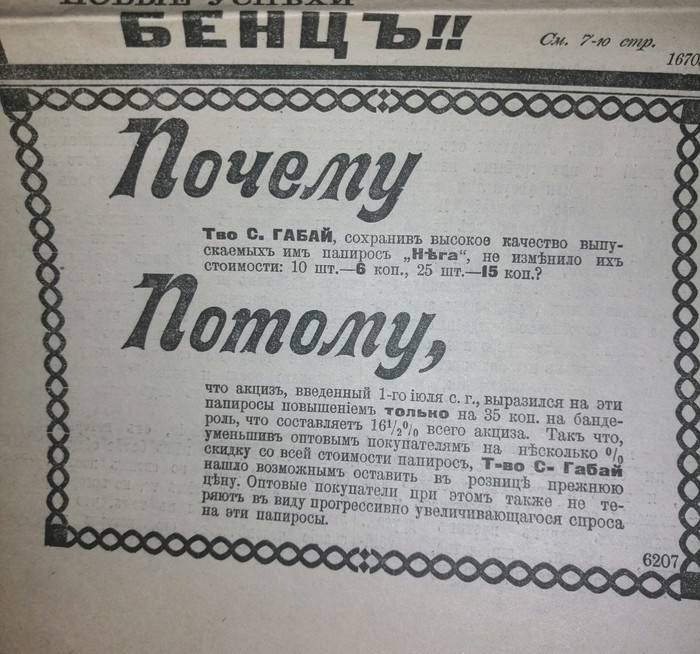 НОВЫЕ УСПѢХИ
БЕНЦЪ!!
См. 7-ю стр.
1670
Почему
Тво С. ГАБАЙ, сохранивъ высокое качество выпу-
скаемыхъ имъ папиросъ „Нѣга“, не измѣнило ихъ
стоимости: 10 шт.—6 коп., 25 шт.—15 коп.?
Потому,
что акцизъ, введенный 1-го іюля с. г., выразился на эти
папиросы повышеніемъ только на 35 коп. на банде-
роль, что составляетъ 16½% всего акциза. Такъ что,
уменьшивъ оптовымъ покупателямъ на нѣсколько %
скидку со всей стоимости папиросъ, Т-во С- Габай
нашло возможнымъ оставить въ розницѣ прежнюю
цѣну. Оптовые покупатели при этомъ также не те-
ряютъ въ виду прогрессивно увеличивающагося спроса
на эти папиросы.
6207